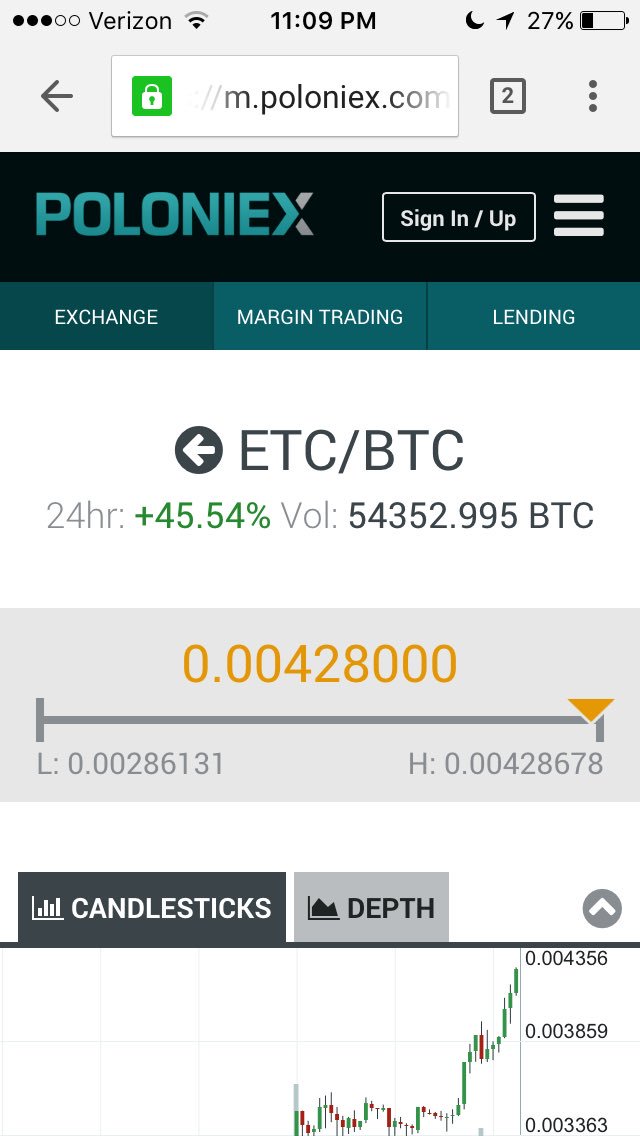 Verizon 11:09 PM 27%
://m.poloniex.com 2
POLONIEX Sign In / Up
EXCHANGE MARGIN TRADING LENDING
ETC/BTC
24hr: +45.54% Vol: 54352.995 BTC
0.00428000
L: 0.00286131 H: 0.00428678
CANDLESTICKS DEPTH
0.004356
0.003859
0.003363